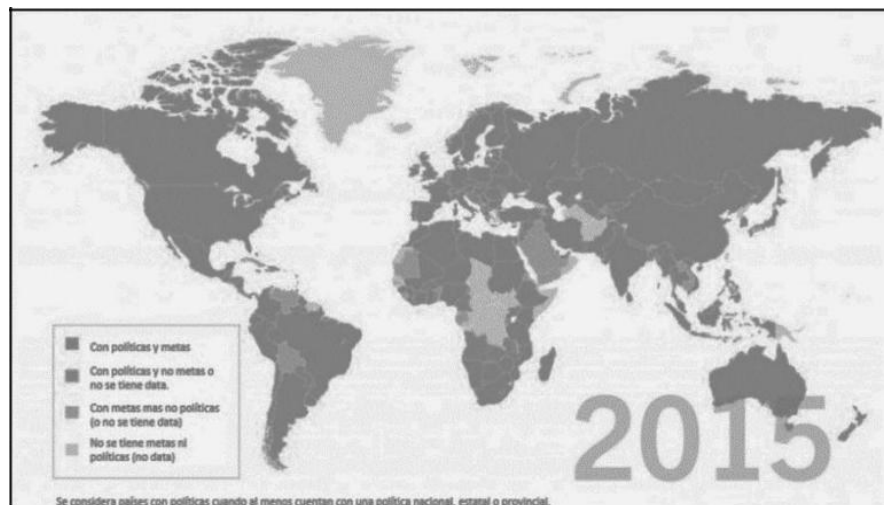 Con políticas y metas
Con políticas y no metas o
no se tiene data.
Con metas mas no políticas
(o no se tiene data)
No se tiene metas ni
políticas (no data)
2015
Se considera países con políticas cuando al menos cuentan con una política nacional, estatal o provincial.